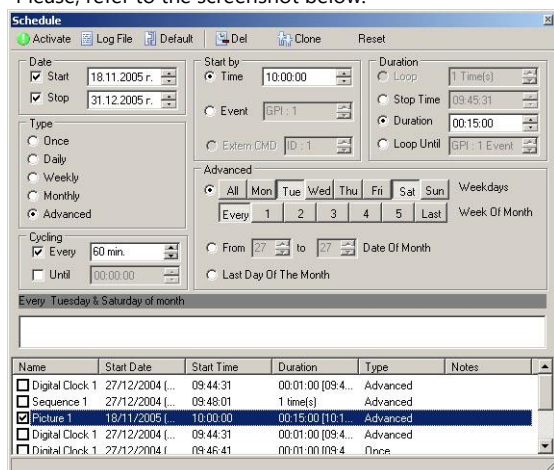 Please, refer to the screenshot below:
Schedule
Activate Log File Default Del Clone Reset
Date
Start 18.11.2005 г.
Stop 31.12.2005 г.
Type
Once
Daily
Weekly
Monthly
Advanced
Cycling
Every 60 min.
Until 00:00:00
Start by
Time 10:00:00
Event GPI : 1
Extern CMD ID : 1
Duration
Loop 1 Time(s)
Stop Time 09:45:31
Duration 00:15:00
Loop Until GPI : 1 Event
Advanced
All Mon Tue Wed Thu Fri Sat Sun Weekdays
Every 1 2 3 4 5 Last Week Of Month
From 27 to 27 Date Of Month
Last Day Of The Month
Every Tuesday & Saturday of month
Name Start Date Start Time Duration Type Notes
Digital Clock 1 27/12/2004 (... 09:44:31 00:01:00 [09:4... Advanced
Sequence 1 27/12/2004 (... 09:48:01 1 time(s) Advanced
Picture 1 18/11/2005 (... 10:00:00 00:15:00 [10:1... Advanced
Digital Clock 1 27/12/2004 (... 09:44:31 00:01:00 [09:4... Advanced
Digital Clock 1 27/12/2004 (... 09:46:41 00:01:00 [09:4... Once